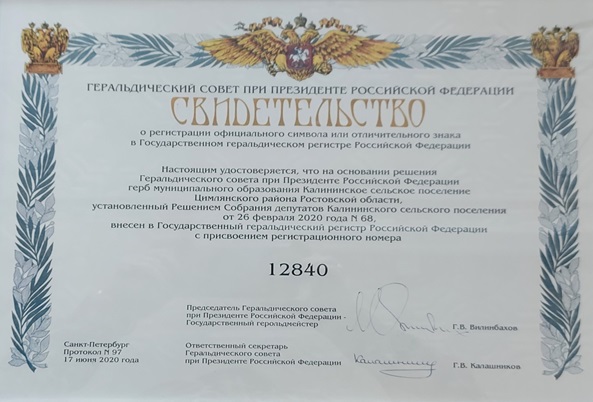 ГЕРАЛЬДИЧЕСКИЙ СОВЕТ ПРИ ПРЕЗИДЕНТЕ РОССИЙСКОЙ ФЕДЕРАЦИИ
СВИДЕТЕЛЬСТВО
о регистрации официального символа или отличительного знака
в Государственном геральдическом регистре Российской Федерации
Настоящим удостоверяется, что на основании решения
Геральдического совета при Президенте Российской Федерации
герб муниципального образования Калининское сельское поселение
Цимлянского района Ростовской области,
установленный Решением Собрания депутатов Калининского сельского поселения
от 26 февраля 2020 года N 68,
внесен в Государственный геральдический регистр Российской Федерации
с присвоением регистрационного номера
12840
Председатель Геральдического совета
при Президенте Российской Федерации -
Государственный герольдмейстер
Г.В. Вилинбахов
Санкт-Петербург
Протокол N 97
17 июня 2020 года
Ответственный секретарь
Геральдического совета
при Президенте Российской Федерации
Г.В. Калашников